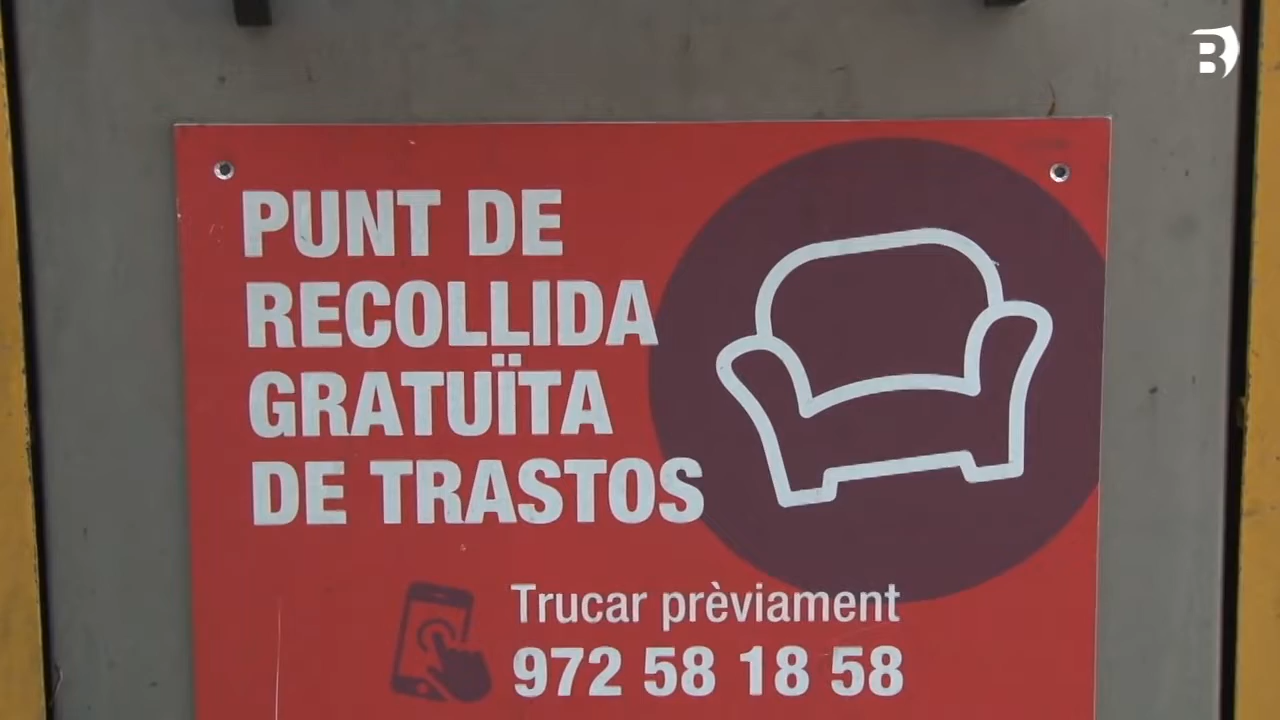 B
PUNT DE
RECOLLIDA
GRATUÏTA
DE TRASTOS
Trucar prèviament
972 58 18 58